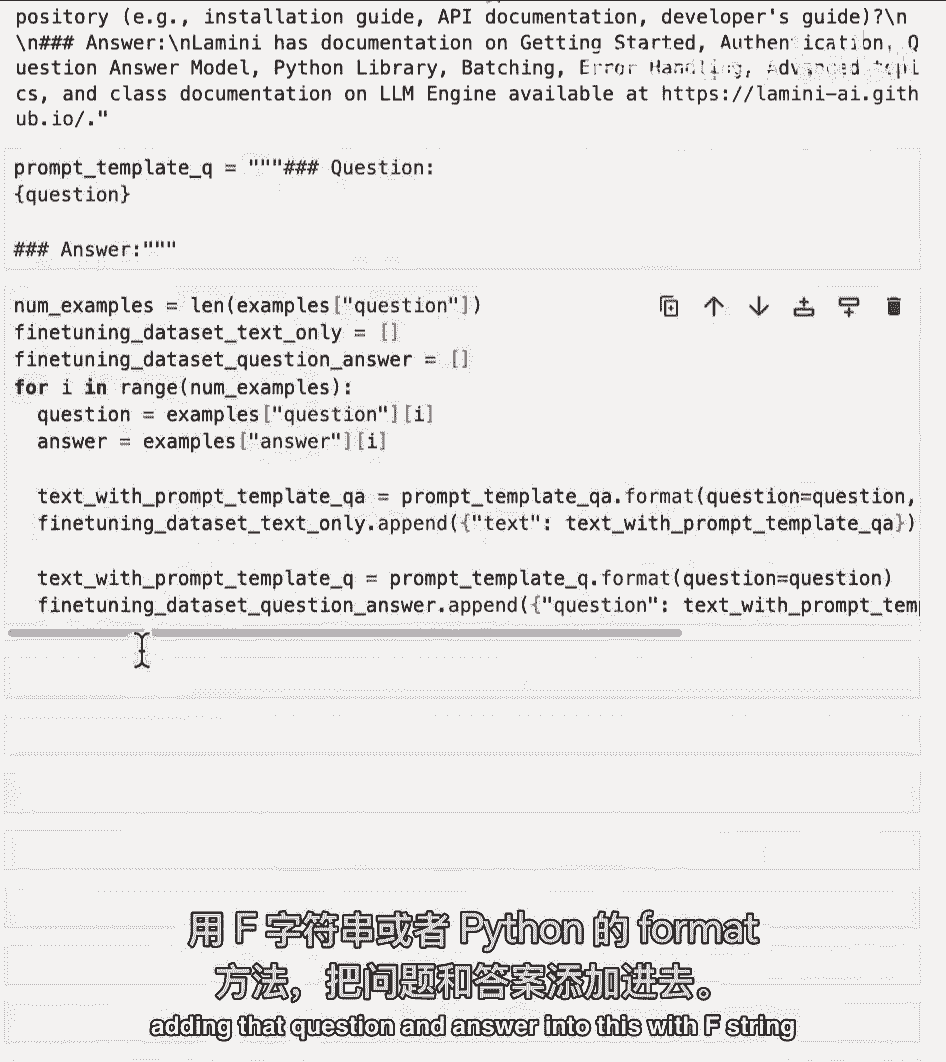 pository (e.g., installation guide, API documentation, developer's guide)?\n
\n### Answer:\nLamini has documentation on Getting Started, Authentication, Q
uestion Answer Model, Python Library, Batching, Error Handling, Advanced topi
cs, and class documentation on LLM Engine available at https://lamini-ai.gith
ub.io/."
prompt_template_q = """### Question:
{question}
### Answer:"""
num_examples = len(examples["question"])
finetuning_dataset_text_only = []
finetuning_dataset_question_answer = []
for i in range(num_examples):
  question = examples["question"][i]
  answer = examples["answer"][i]
  text_with_prompt_template_qa = prompt_template_qa.format(question=question,
  finetuning_dataset_text_only.append({"text": text_with_prompt_template_qa})
  text_with_prompt_template_q = prompt_template_q.format(question=question)
  finetuning_dataset_question_answer.append({"question": text_with_prompt_tem
用 F 字符串或者 Python 的 format
方法，把问题和答案添加进去。
adding that question and answer into this with F string